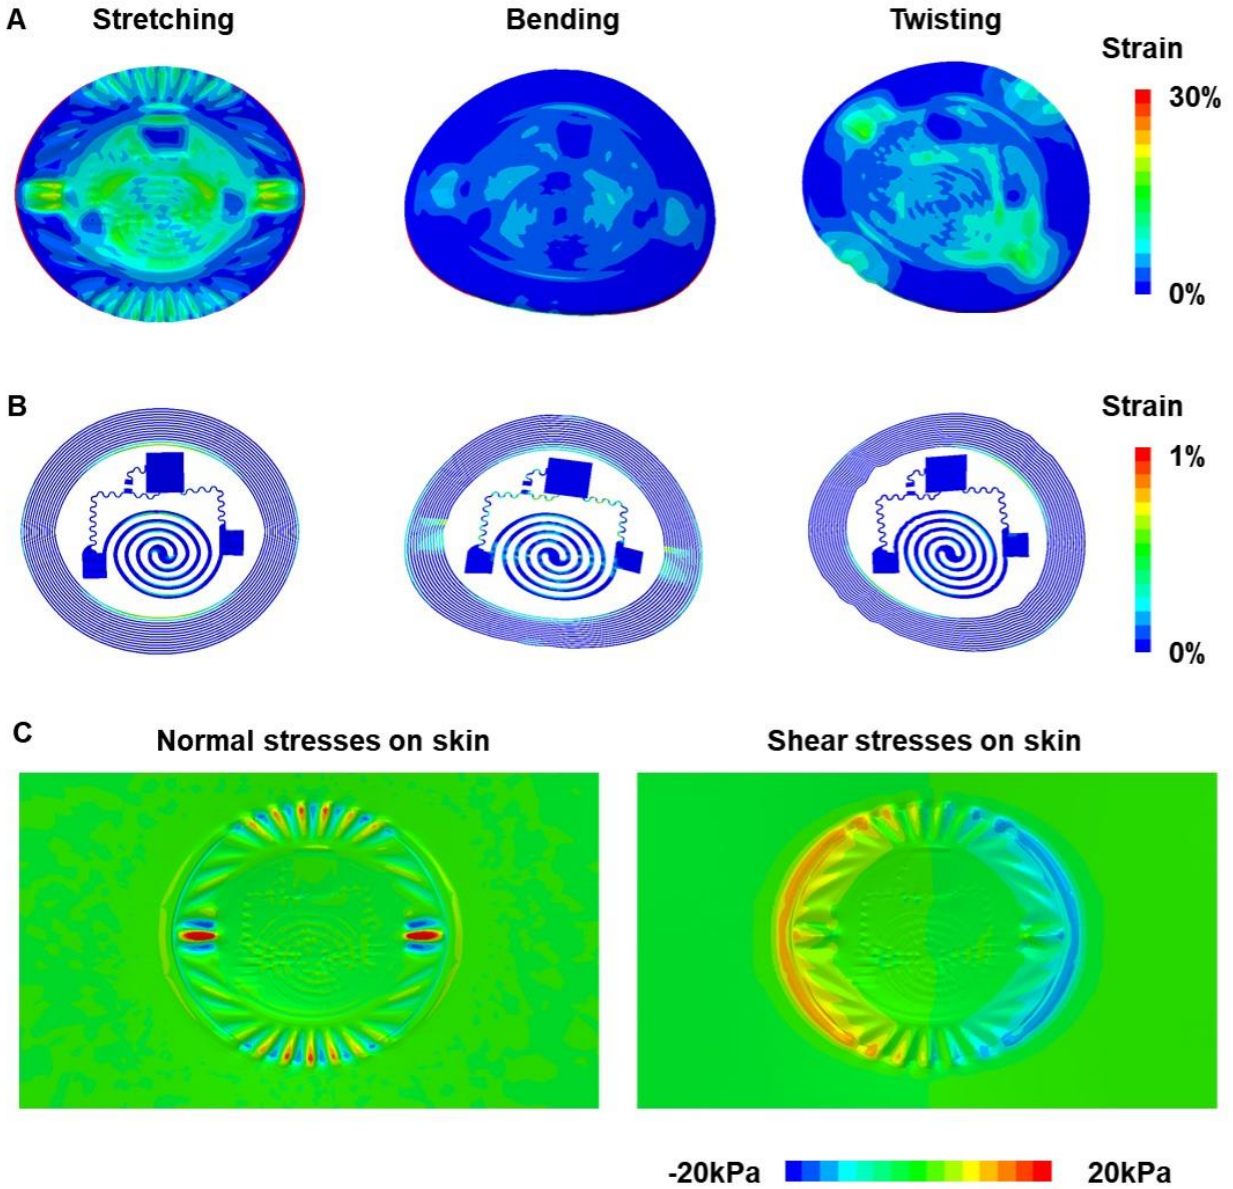 A
Stretching
Bending
Twisting
Strain
30%
0%
B
Strain
1%
0%
C
Normal stresses on skin
Shear stresses on skin
-20kPa
20kPa